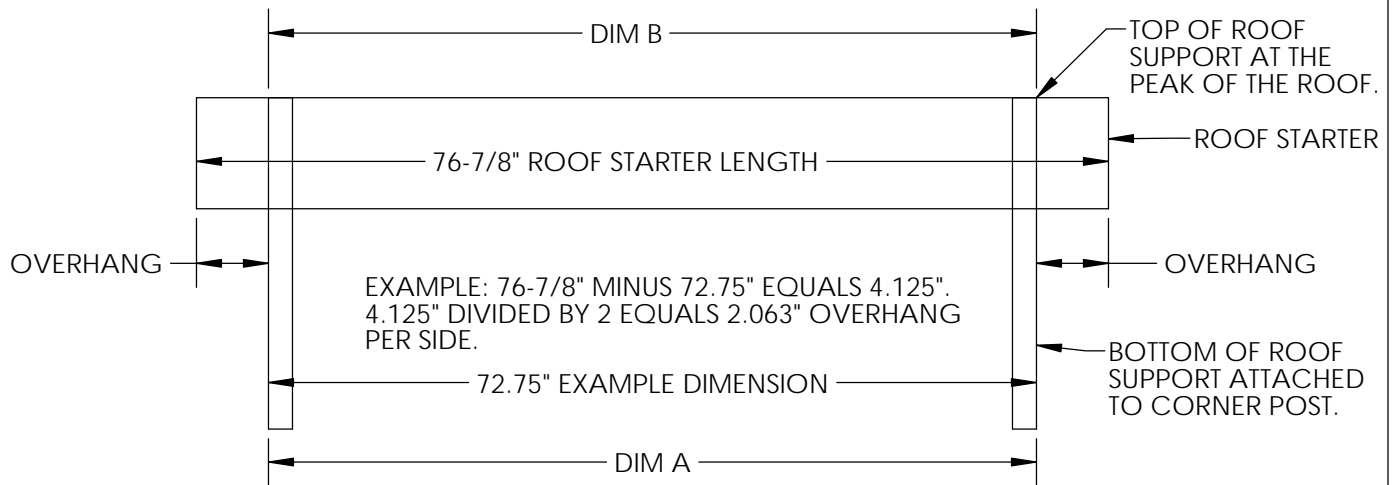 DIM B
TOP OF ROOF
SUPPORT AT THE
PEAK OF THE ROOF.
ROOF STARTER
76-7/8" ROOF STARTER LENGTH
OVERHANG
OVERHANG
EXAMPLE: 76-7/8" MINUS 72.75" EQUALS 4.125".
4.125" DIVIDED BY 2 EQUALS 2.063" OVERHANG
PER SIDE.
BOTTOM OF ROOF
SUPPORT ATTACHED
TO CORNER POST.
72.75" EXAMPLE DIMENSION
DIM A